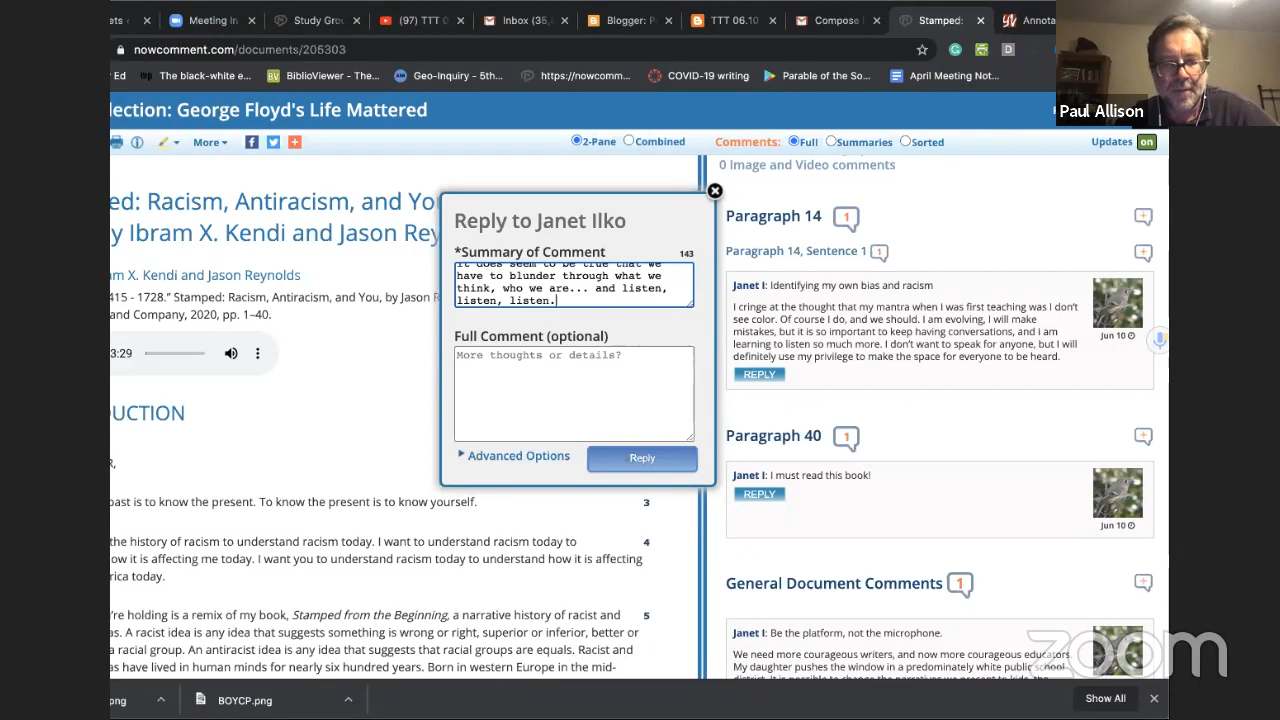 ets
Meeting In
Study Grou
(97) TTT 0
Inbox (35,
Blogger: P
TTT 06.10
Compose
Stamped:
Annota
nowcomment.com/documents/205303
Ed
The black-white e...
BiblioViewer - The...
Geo-Inquiry - 5th...
https://nowcomm...
COVID-19 writing
Parable of the So...
April Meeting Not...
Paul Allison
lection: George Floyd's Life Mattered
More
2-Pane
Combined
Comments:
Full
Summaries
Sorted
Updates
on
0 Image and Video comments
ed: Racism, Antiracism, and You
y Ibram X. Kendi and Jason Rey
m X. Kendi and Jason Reynolds
415 - 1728." Stamped: Racism, Antiracism, and You, by Jason R
and Company, 2020, pp. 1–40.
3:29
DUCTION
R,
past is to know the present. To know the present is to know yourself.
3
the history of racism to understand racism today. I want to understand racism today to
4
ow it is affecting me today. I want you to understand racism today to understand how it is affecting
rica today.
're holding is a remix of my book, Stamped from the Beginning, a narrative history of racist and
5
as. A racist idea is any idea that suggests something is wrong or right, superior or inferior, better or
a racial group. An antiracist idea is any idea that suggests that racial groups are equals. Racist and
as have lived in human minds for nearly six hundred years. Born in western Europe in the mid-
Reply to Janet Ilko
*Summary of Comment
143
It does seem to be true that we
have to blunder through what we
think, who we are... and listen,
listen, listen.
Full Comment (optional)
More thoughts or details?
Advanced Options
Reply
Paragraph 14
1
Paragraph 14, Sentence 1
1
Janet I: Identifying my own bias and racism
I cringe at the thought that my mantra when I was first teaching was I don't
see color. Of course I do, and we should. I am evolving, I will make
mistakes, but it is so important to keep having conversations, and I am
learning to listen so much more. I don't want to speak for anyone, but I will
definitely use my privilege to make the space for everyone to be heard.
Jun 10
REPLY
Paragraph 40
1
Janet I: I must read this book!
REPLY
Jun 10
General Document Comments
1
Janet I: Be the platform, not the microphone.
We need more courageous writers, and now more courageous educators.
My daughter pushes the window in a predominately white public school
zoom
png
BOYCP.png
Show All